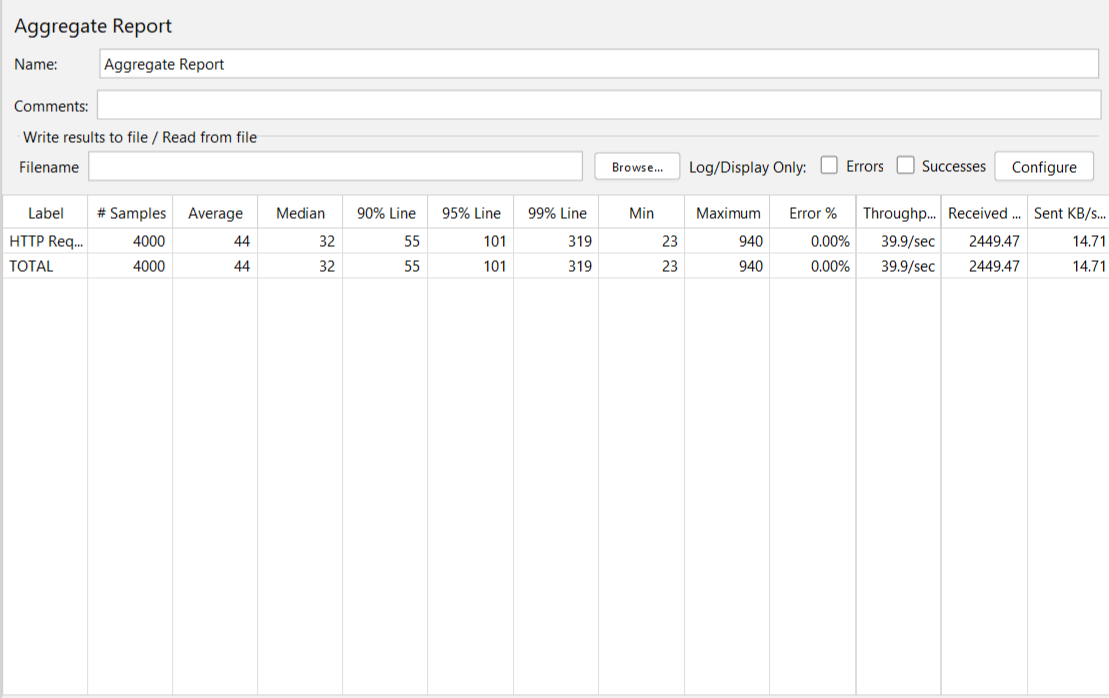 Aggregate Report
Name: Aggregate Report
Comments:
Write results to file / Read from file
Filename Browse... Log/Display Only: Errors Successes Configure
Label # Samples Average Median 90% Line 95% Line 99% Line Min Maximum Error % Throughp... Received ... Sent KB/s...
HTTP Req... 4000 44 32 55 101 319 23 940 0.00% 39.9/sec 2449.47 14.71
TOTAL 4000 44 32 55 101 319 23 940 0.00% 39.9/sec 2449.47 14.71